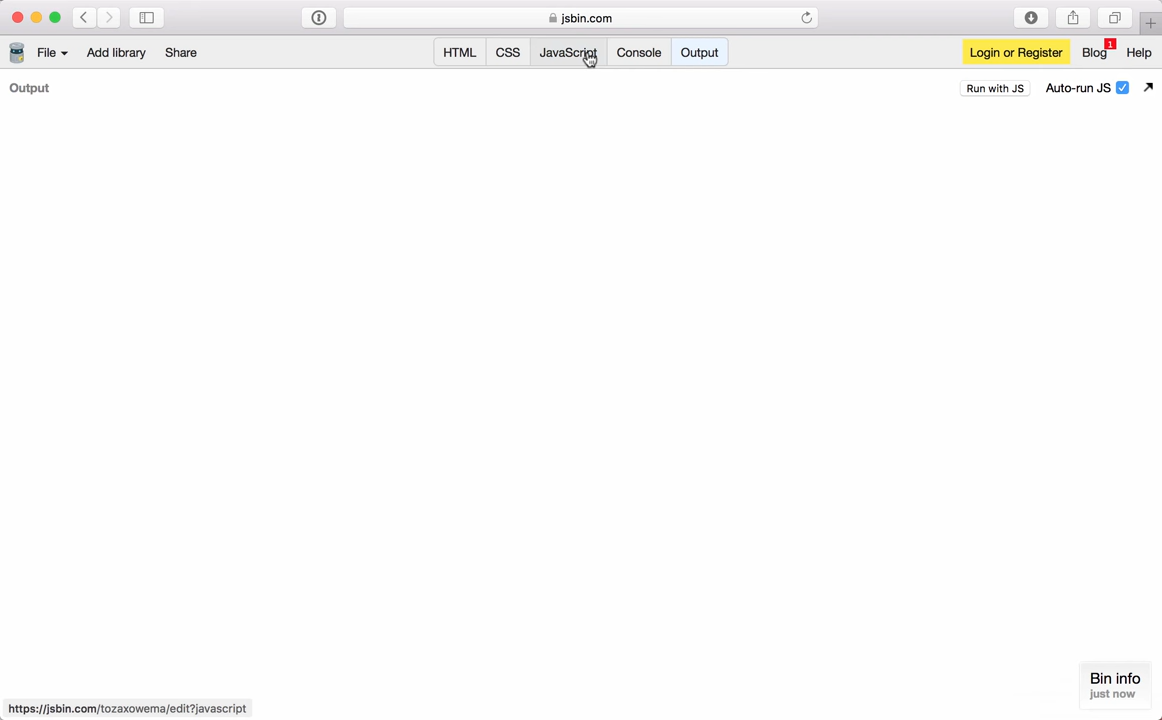 jsbin.com
File Add library Share HTML CSS JavaScript Console Output Login or Register Blog 1 Help
Output Run with JS Auto-run JS
Bin info
just now
https://jsbin.com/tozaxowema/edit?javascript